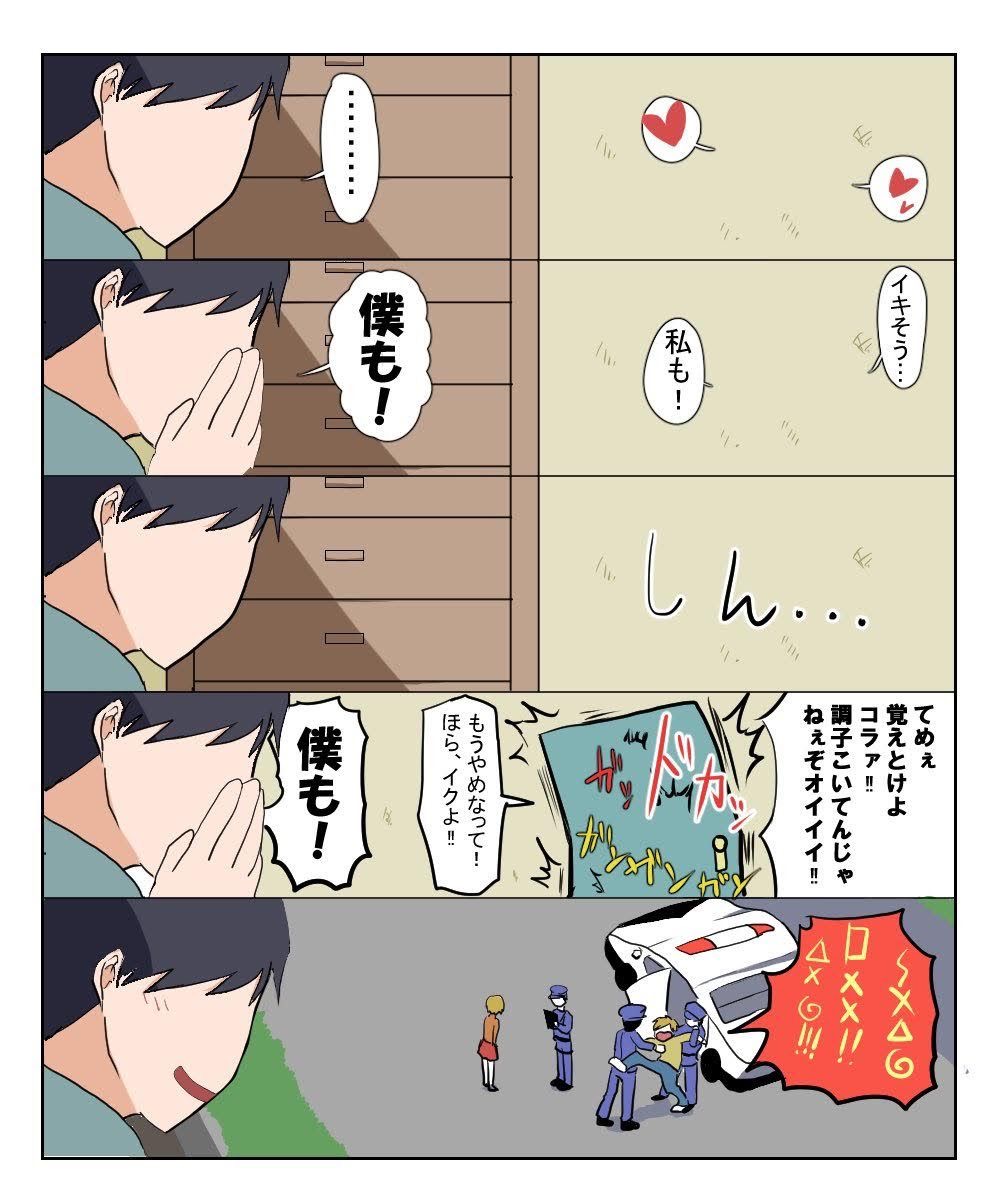 ………
イキそう…
私も！
僕も！
しん...
てめぇ
覚えとけよ
コラァ‼
調子こいてんじゃ
ねぇぞオイイイ‼
ドカッ
ガッ
ガンガンガンガン
もうやめなって！
ほら、イクよ‼
僕も！